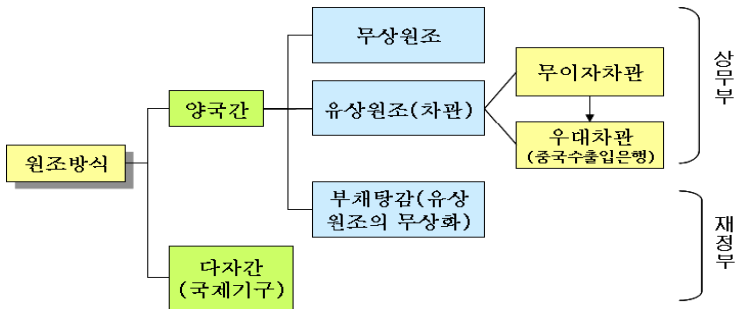 원조방식
양국간
다자간
(국제기구)
무상원조
유상원조(차관)
부채탕감(유상
원조의 무상화)
무이자차관
우대차관
(중국수출입은행)
상무부
재정부